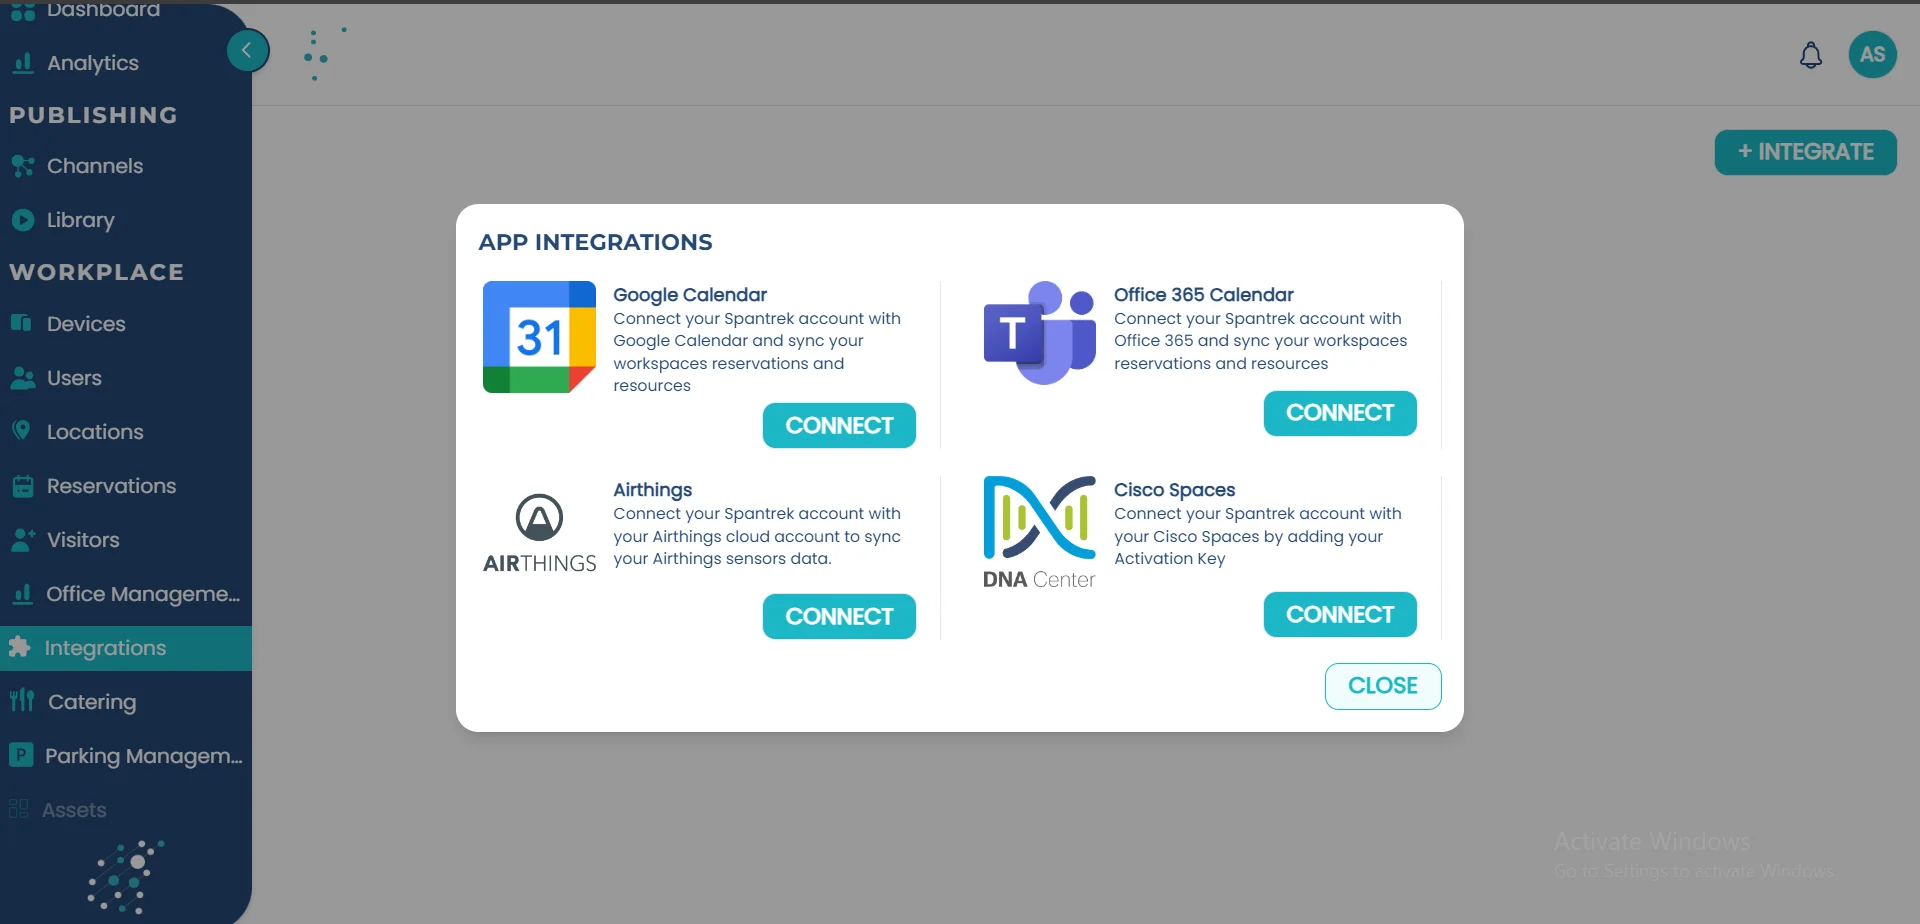 Dashboard
Analytics
PUBLISHING
Channels
Library
WORKPLACE
Devices
Users
Locations
Reservations
Visitors
Office Manageme...
Integrations
Catering
P
Parking Managem...
Assets
AS
+ INTEGRATE
APP INTEGRATIONS
31
Google Calendar
Connect your Spantrek account with
Google Calendar and sync your
workspaces reservations and
resources
CONNECT
T
Office 365 Calendar
Connect your Spantrek account with
Office 365 and sync your workspaces
reservations and resources
CONNECT
AIRTHINGS
Airthings
Connect your Spantrek account with
your Airthings cloud account to sync
your Airthings sensors data.
CONNECT
DNA Center
Cisco Spaces
Connect your Spantrek account with
your Cisco Spaces by adding your
Activation Key
CONNECT
CLOSE
Activate Windows
Go to Settings to activate Windows.